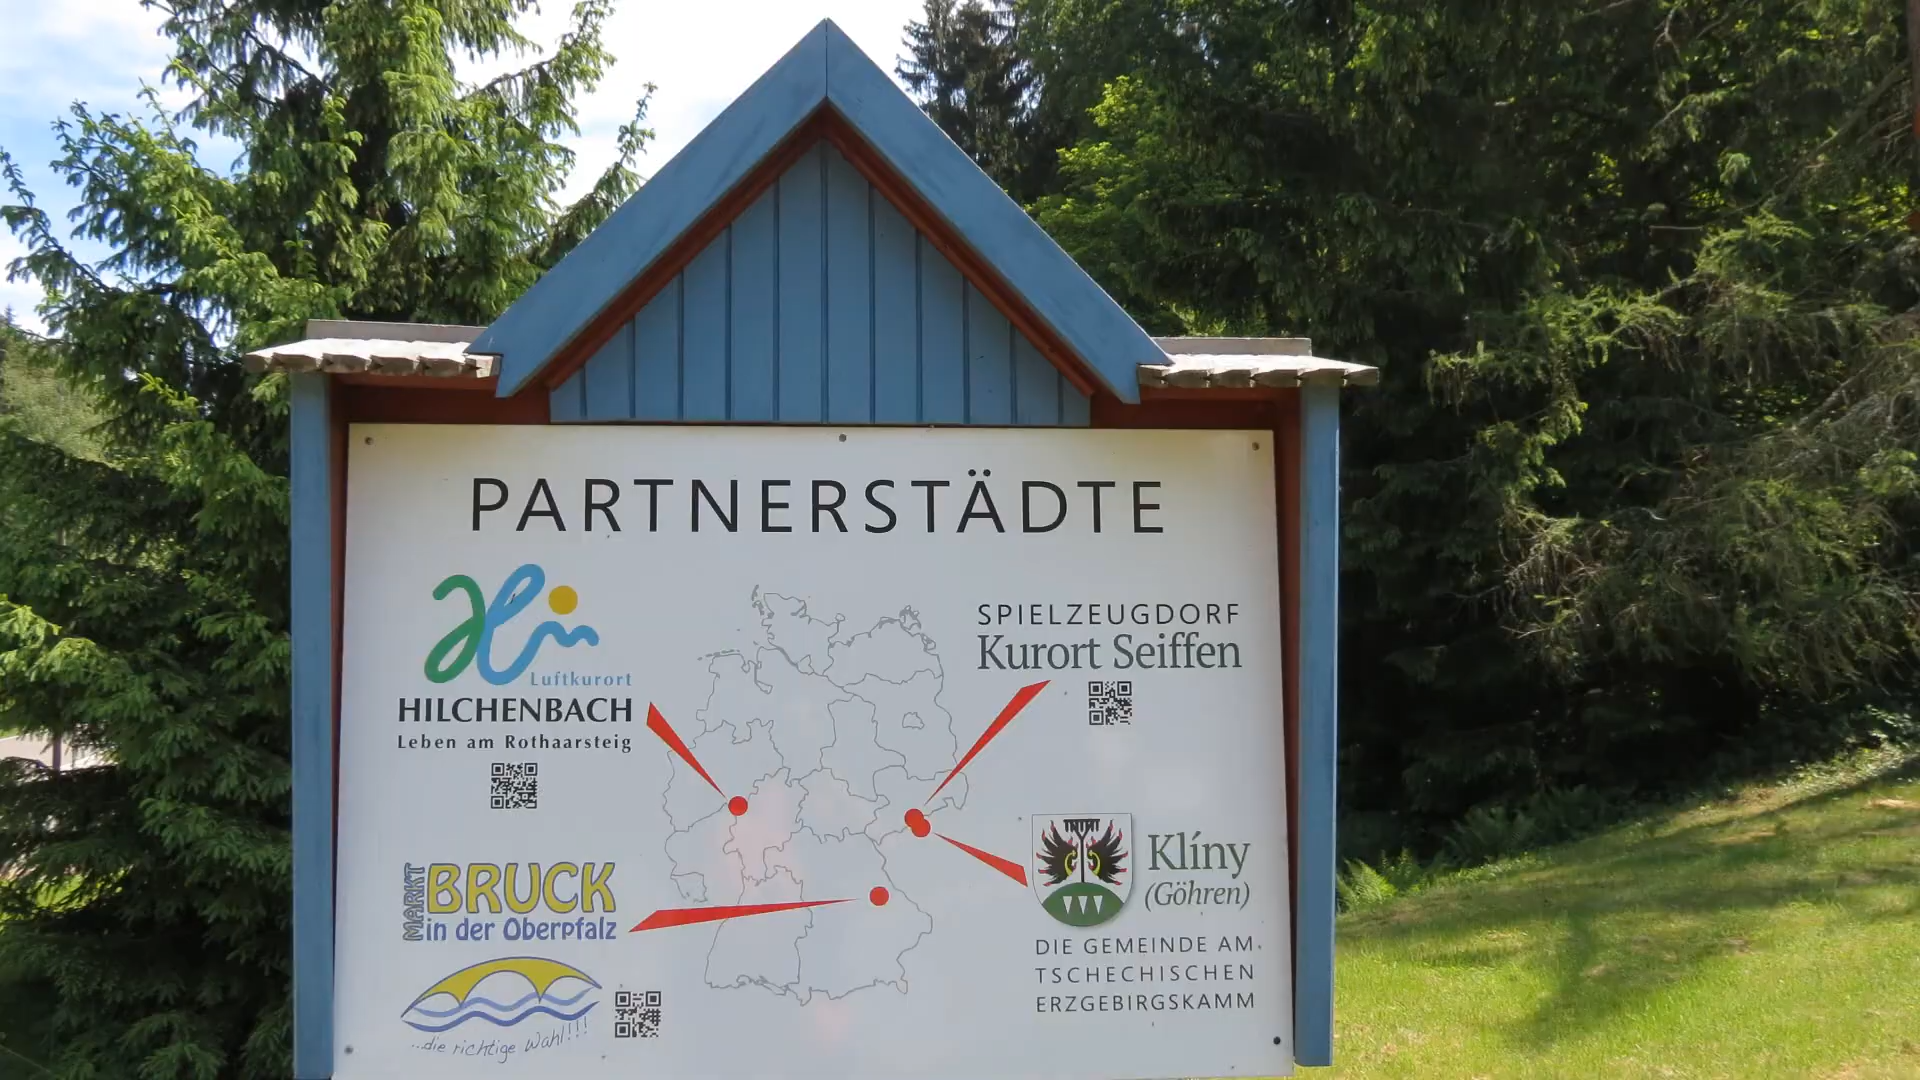 PARTNERSTÄDTE
Luftkurort
HILCHENBACH
Leben am Rothaarsteig
SPIELZEUGDORF
Kurort Seiffen
MARKT
BRUCK
in der Oberpfalz
...die richtige Wahl!!!
Klíny
(Göhren)
DIE GEMEINDE AM
TSCHECHISCHEN
ERZGEBIRGSKAMM